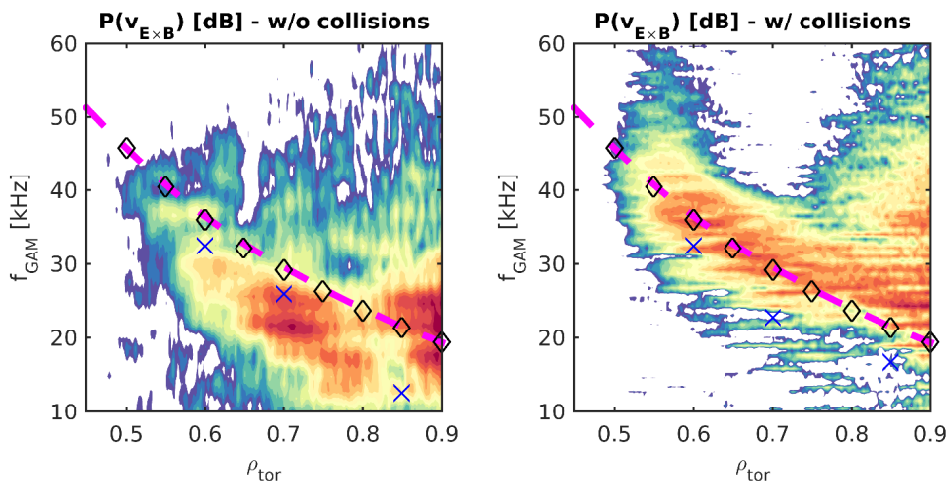 P(v_E×B) [dB] - w/o collisions
f_GAM [kHz]
60
50
40
30
20
10
0.5 0.6 0.7 0.8 0.9
ρ_tor
P(v_E×B) [dB] - w/ collisions
f_GAM [kHz]
60
50
40
30
20
10
0.5 0.6 0.7 0.8 0.9
ρ_tor